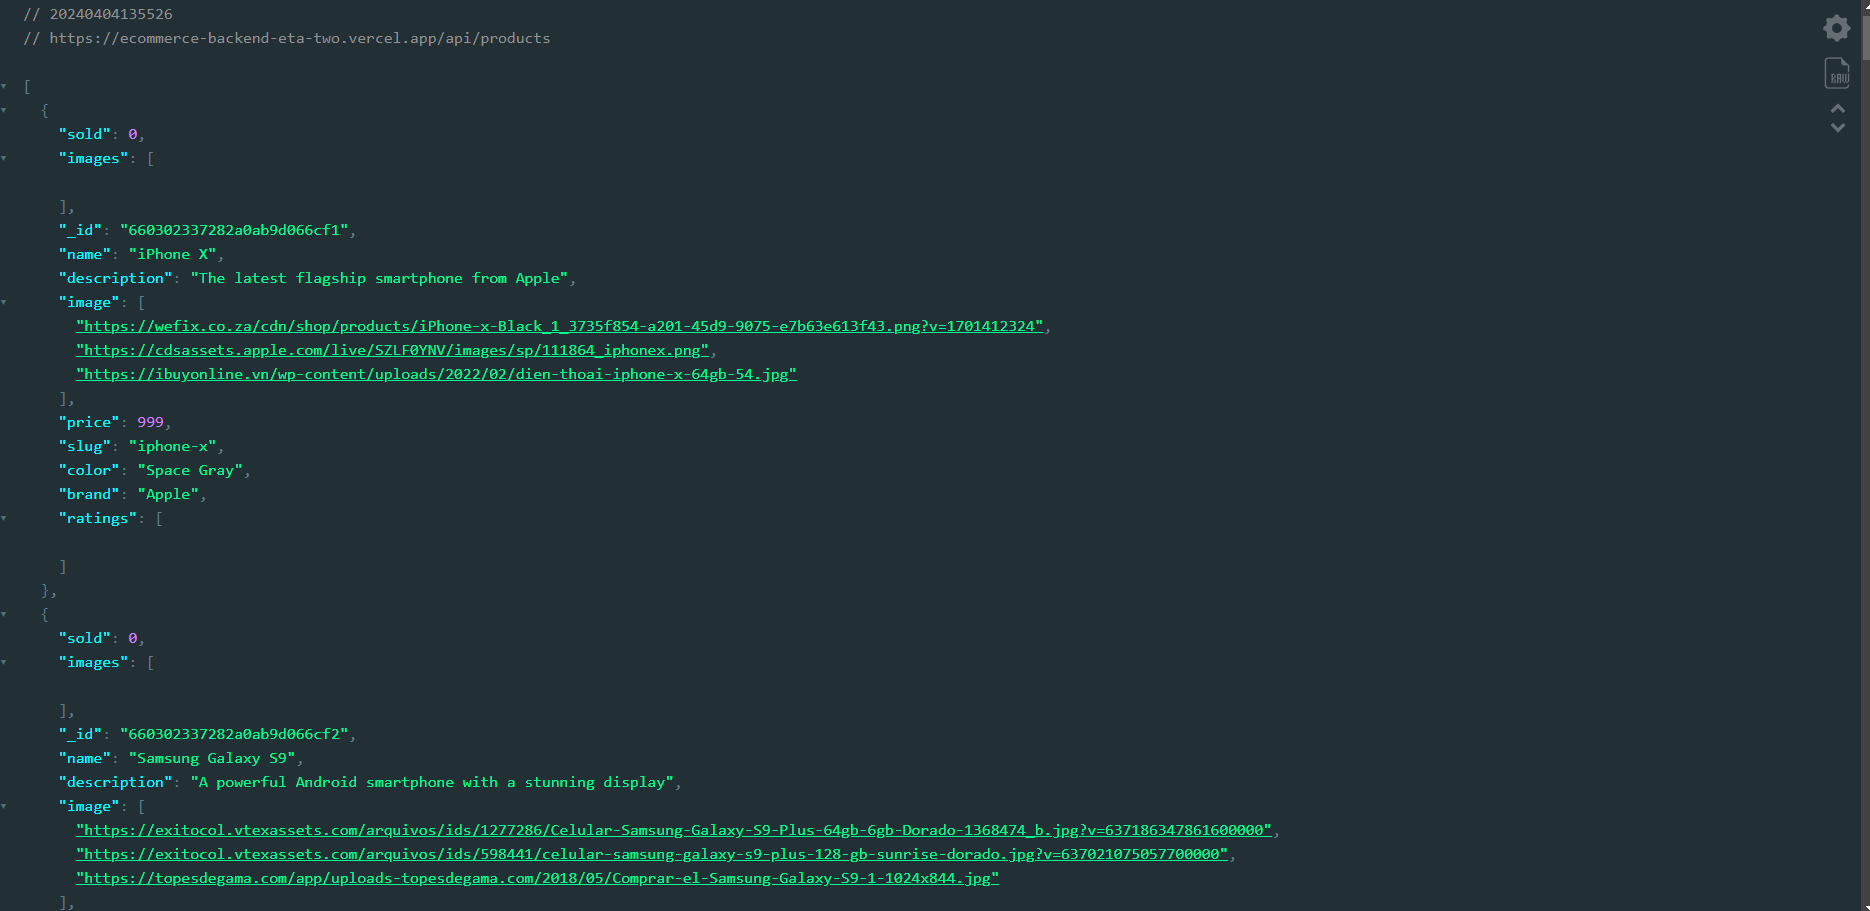 // 20240404135526
// https://ecommerce-backend-eta-two.vercel.app/api/products
[
{
"sold": 0,
"images": [
],
"_id": "660302337282a0ab9d066cf1",
"name": "iPhone X",
"description": "The latest flagship smartphone from Apple",
"image": [
"https://wefix.co.za/cdn/shop/products/iPhone-x-Black_1_3735f854-a201-45d9-9075-e7b63e613f43.png?v=1701412324",
"https://cdsassets.apple.com/live/SZLF0YNV/images/sp/111864_iphonex.png",
"https://ibuyonline.vn/wp-content/uploads/2022/02/dien-thoai-iphone-x-64gb-54.jpg"
],
"price": 999,
"slug": "iphone-x",
"color": "Space Gray",
"brand": "Apple",
"ratings": [
]
},
{
"sold": 0,
"images": [
],
"_id": "660302337282a0ab9d066cf2",
"name": "Samsung Galaxy S9",
"description": "A powerful Android smartphone with a stunning display",
"image": [
"https://exitocol.vtexassets.com/arquivos/ids/1277286/Celular-Samsung-Galaxy-S9-Plus-64gb-6gb-Dorado-1368474_b.jpg?v=637186347861600000",
"https://exitocol.vtexassets.com/arquivos/ids/598441/celular-samsung-galaxy-s9-plus-128-gb-sunrise-dorado.jpg?v=637021075057700000",
"https://topesdegama.com/app/uploads-topesdegama.com/2018/05/Comprar-el-Samsung-Galaxy-S9-1-1024x844.jpg"
],
RAW